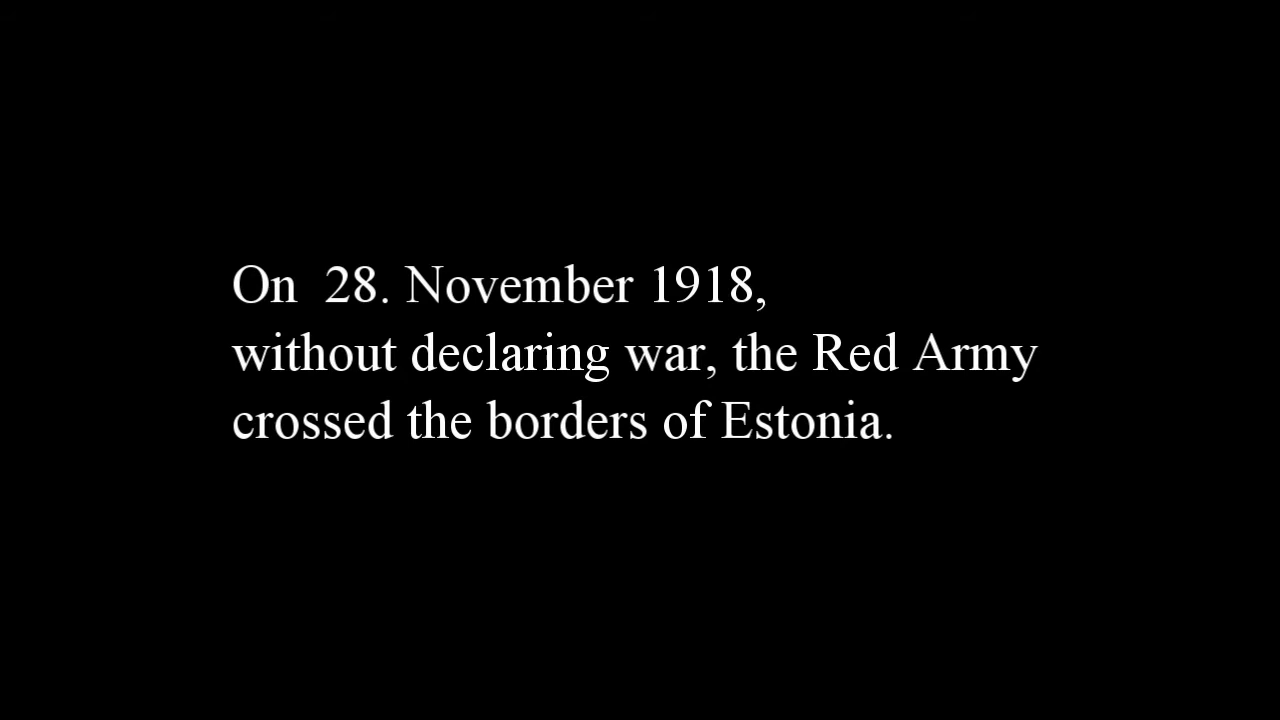 On  28. November 1918,
without declaring war, the Red Army
crossed the borders of Estonia.